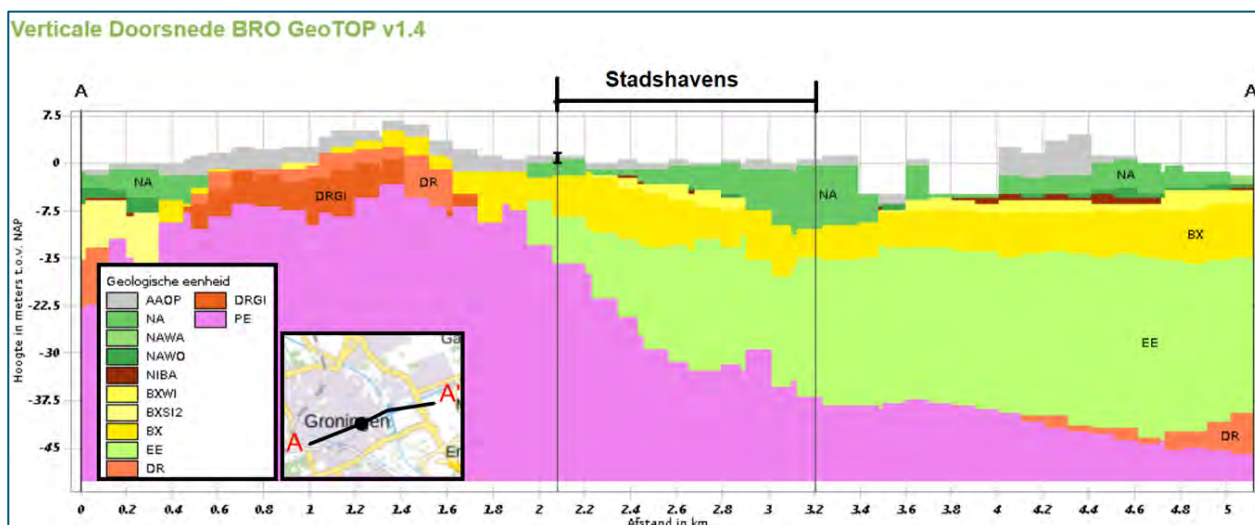 Verticale Doorsnede BRO GeoTOP v1.4
Stadshavens
A
A
7.5
0
-7.5
-15
-22.5
-30
-37.5
-45
Hoogte in meters t.o.v. NAP
NA
DRGI
DR
NA
NA
BX
EE
DR
Geologische eenheid
AAOP
NA
NAWA
NAWO
NIBA
BXWI
BXSI2
BX
EE
DR
DRGI
PE
Groningen
A
A'
0 0.2 0.4 0.6 0.8 1 1.2 1.4 1.6 1.8 2 2.2 2.4 2.6 2.8 3 3.2 3.4 3.6 3.8 4 4.2 4.4 4.6 4.8 5
Afstand in km